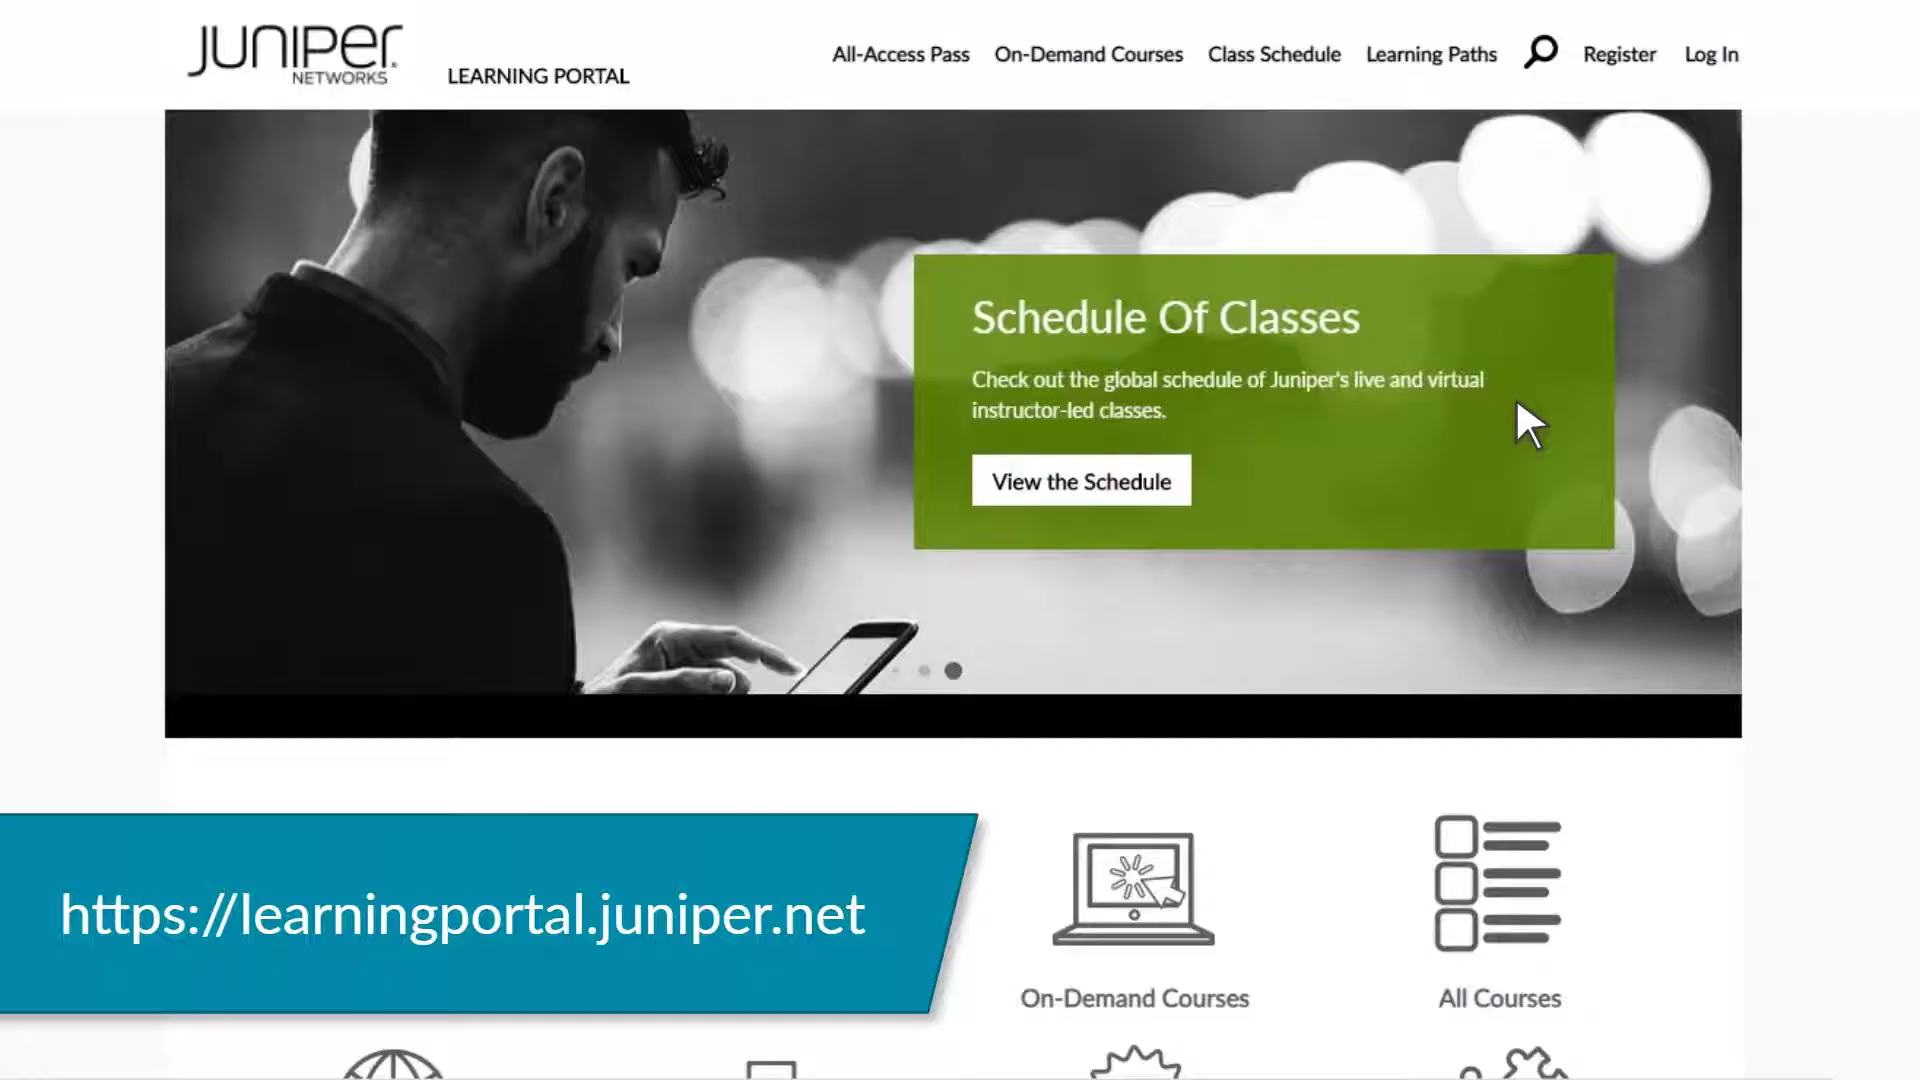 JUNIPER
NETWORKS
LEARNING PORTAL
All-Access Pass
On-Demand Courses
Class Schedule
Learning Paths
Register
Log In
Schedule Of Classes
Check out the global schedule of Juniper's live and virtual
instructor-led classes.
View the Schedule
https://learningportal.juniper.net
On-Demand Courses
All Courses